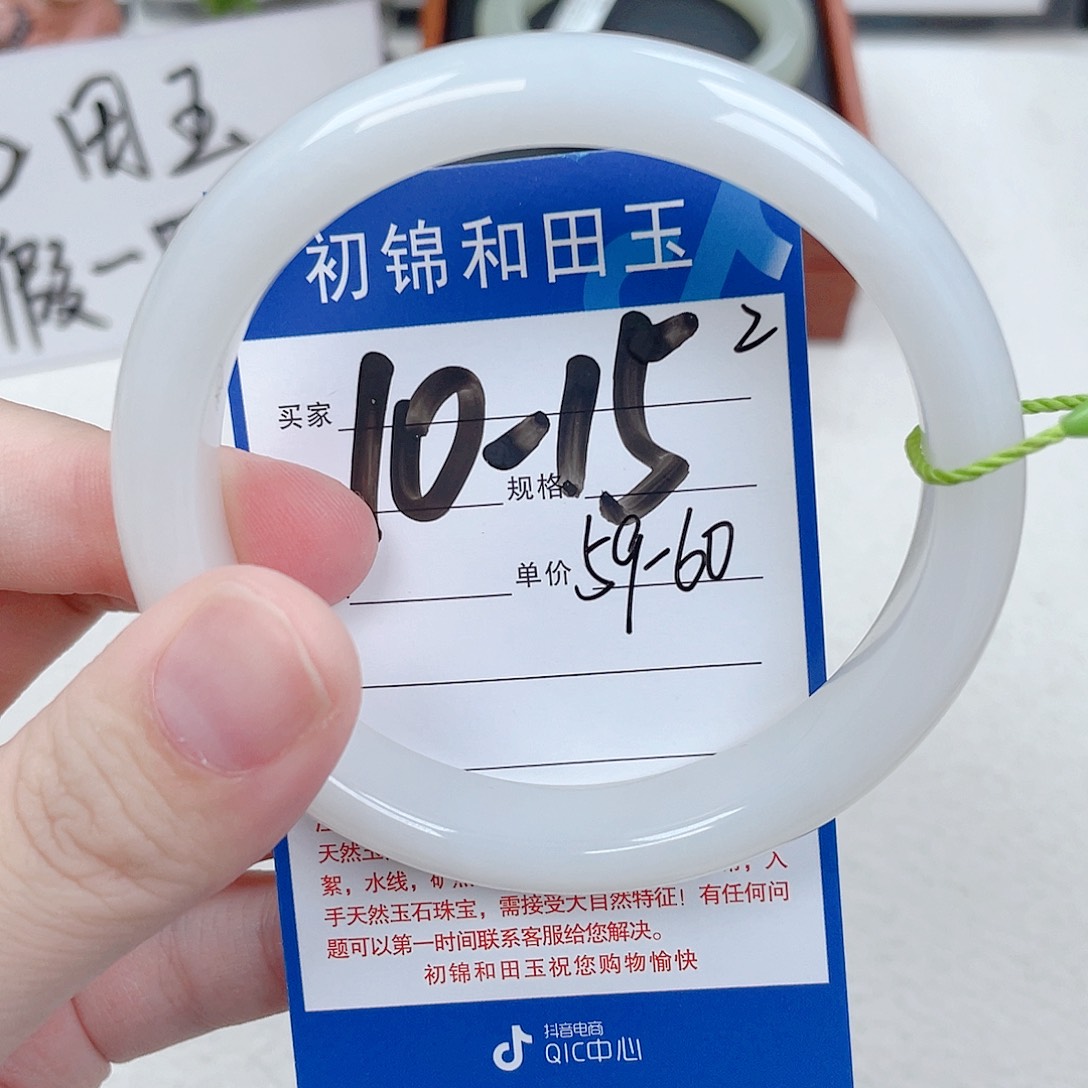 田玉
假一
初锦和田玉
2
10-15
买家
规格
单价 59-60
天然玉
絮，水线，矿
手天然玉石珠宝，需接受大自然特征！有任何问
题可以第一时间联系客服给您解决。
初锦和田玉祝您购物愉快
抖音电商
QIC中心